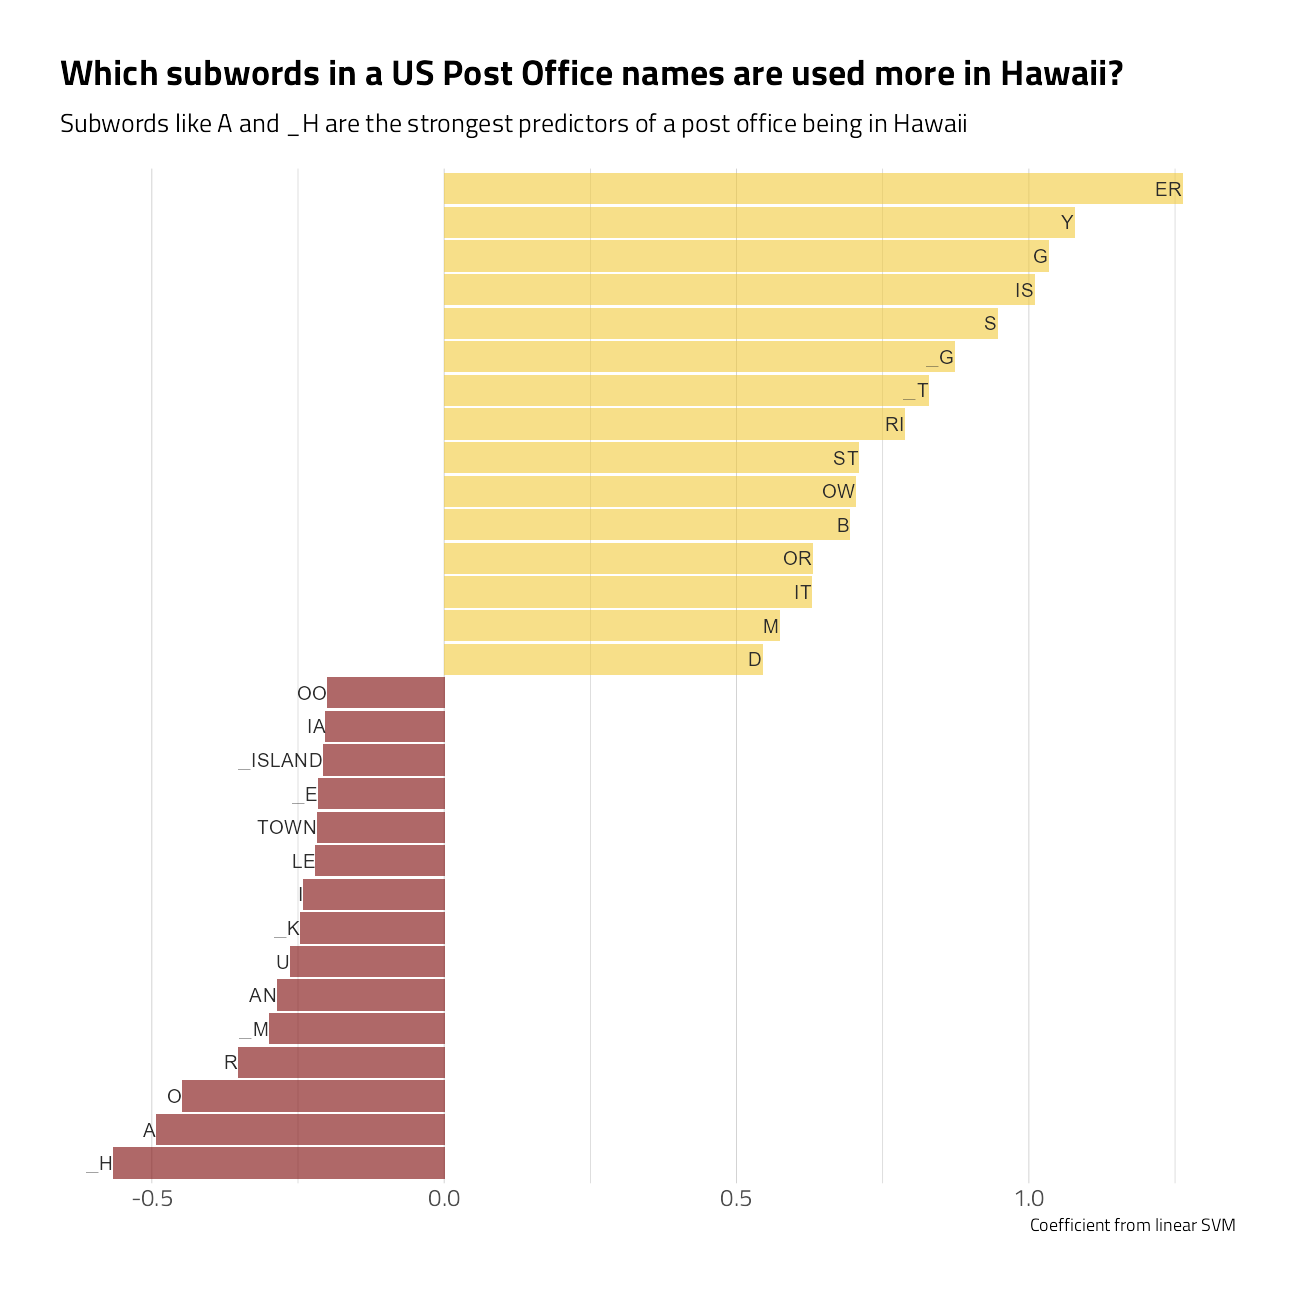 Which subwords in a US Post Office names are used more in Hawaii?
Subwords like A and _H are the strongest predictors of a post office being in Hawaii
ER
Y
G
IS
S
_G
_T
RI
ST
OW
B
OR
IT
M
D
OO
IA
_ISLAND
_E
TOWN
LE
I
_K
U
AN
_M
R
O
A
_H
-0.5 0.0 0.5 1.0
Coefficient from linear SVM